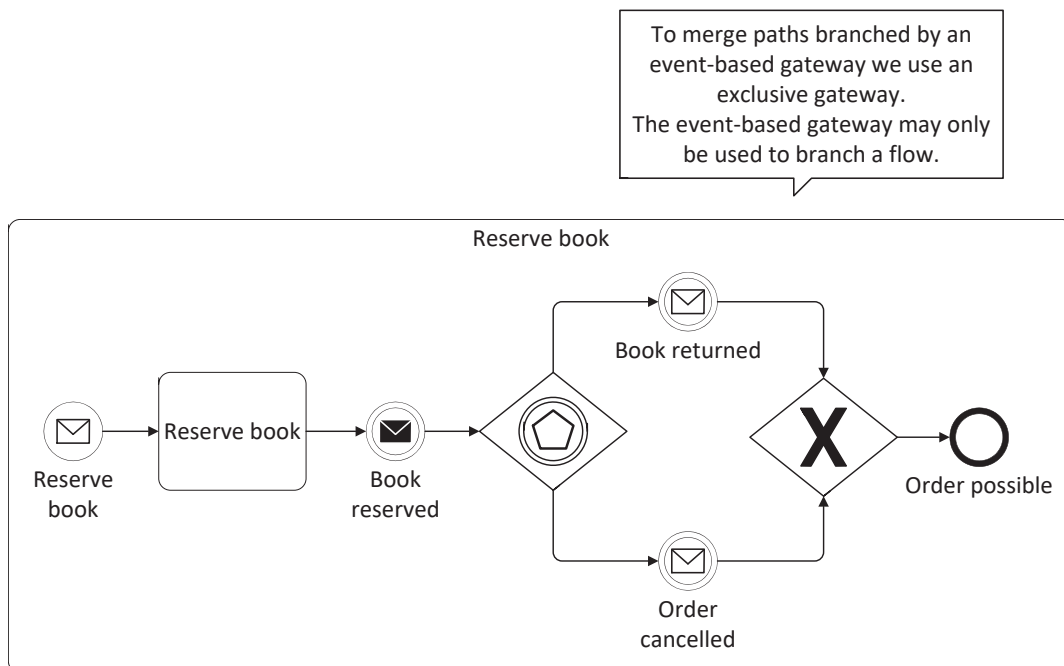 To merge paths branched by an
event-based gateway we use an
exclusive gateway.
The event-based gateway may only
be used to branch a flow.
Reserve book
Book returned
Reserve book
X
Reserve
book
Book
reserved
Order possible
Order
cancelled